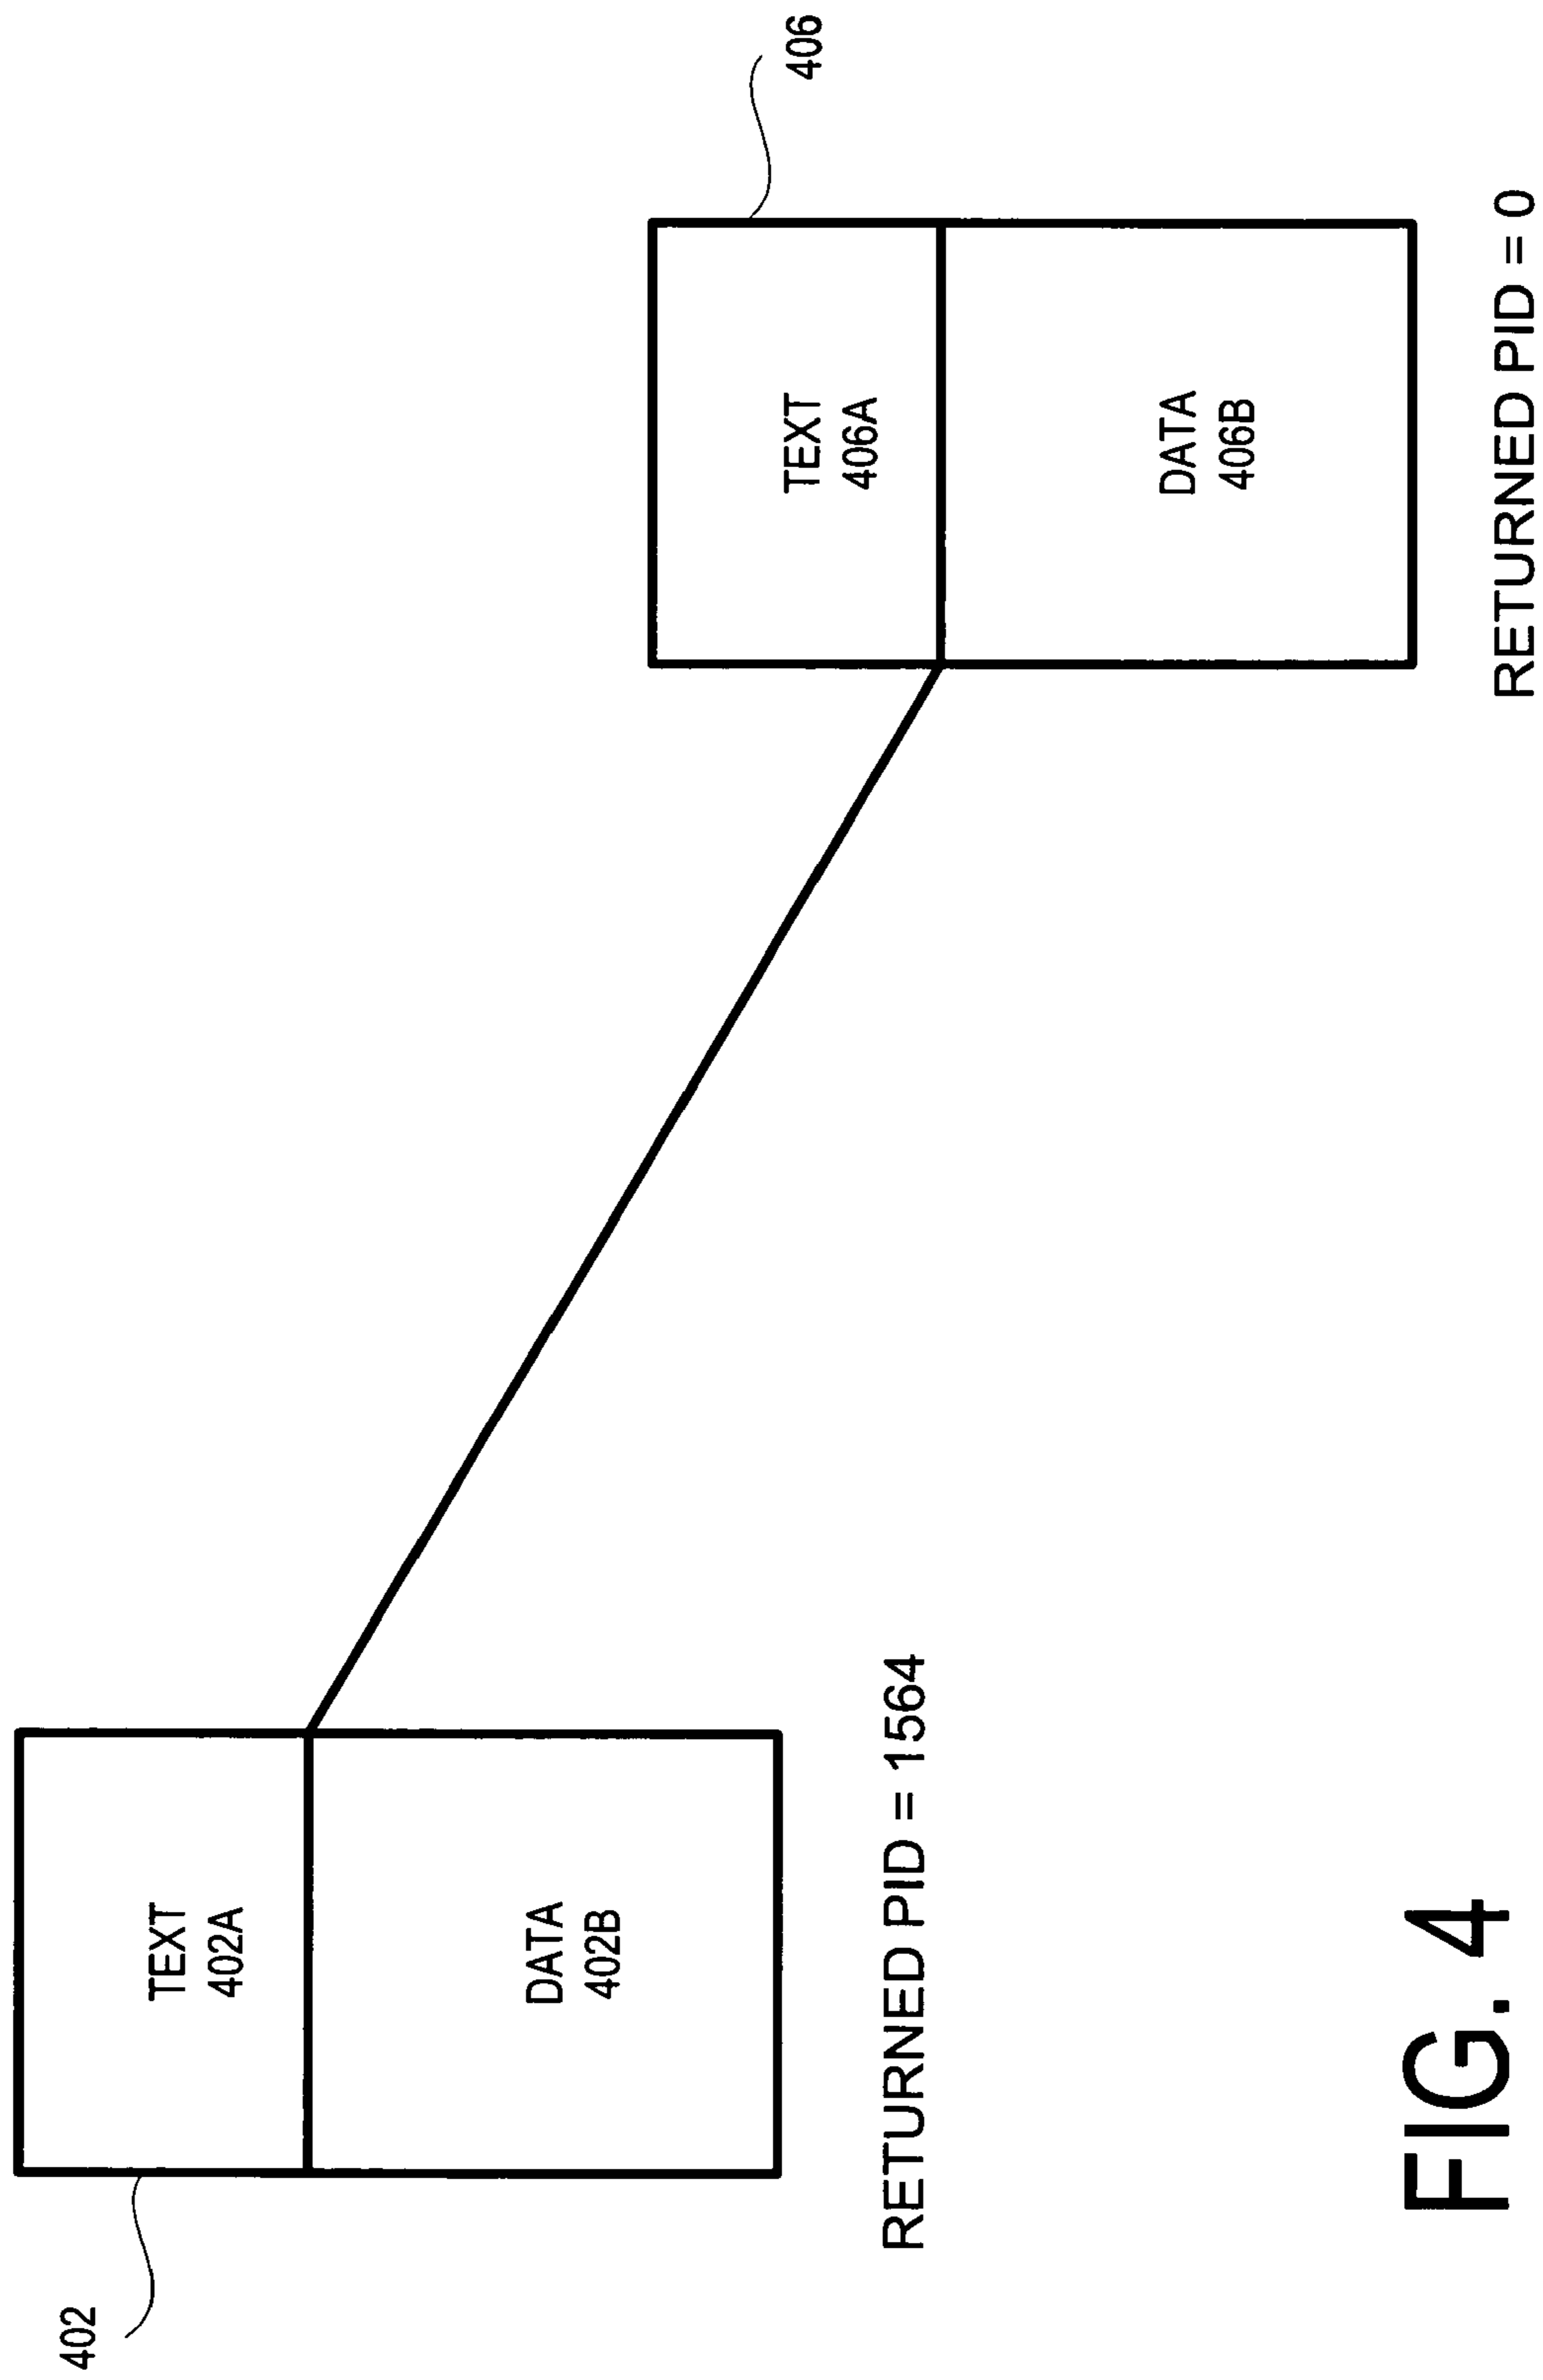 402
TEXT
402A
DATA
402B
RETURNED PID = 1564
406
TEXT
406A
DATA
406B
RETURNED PID = 0
FIG. 4